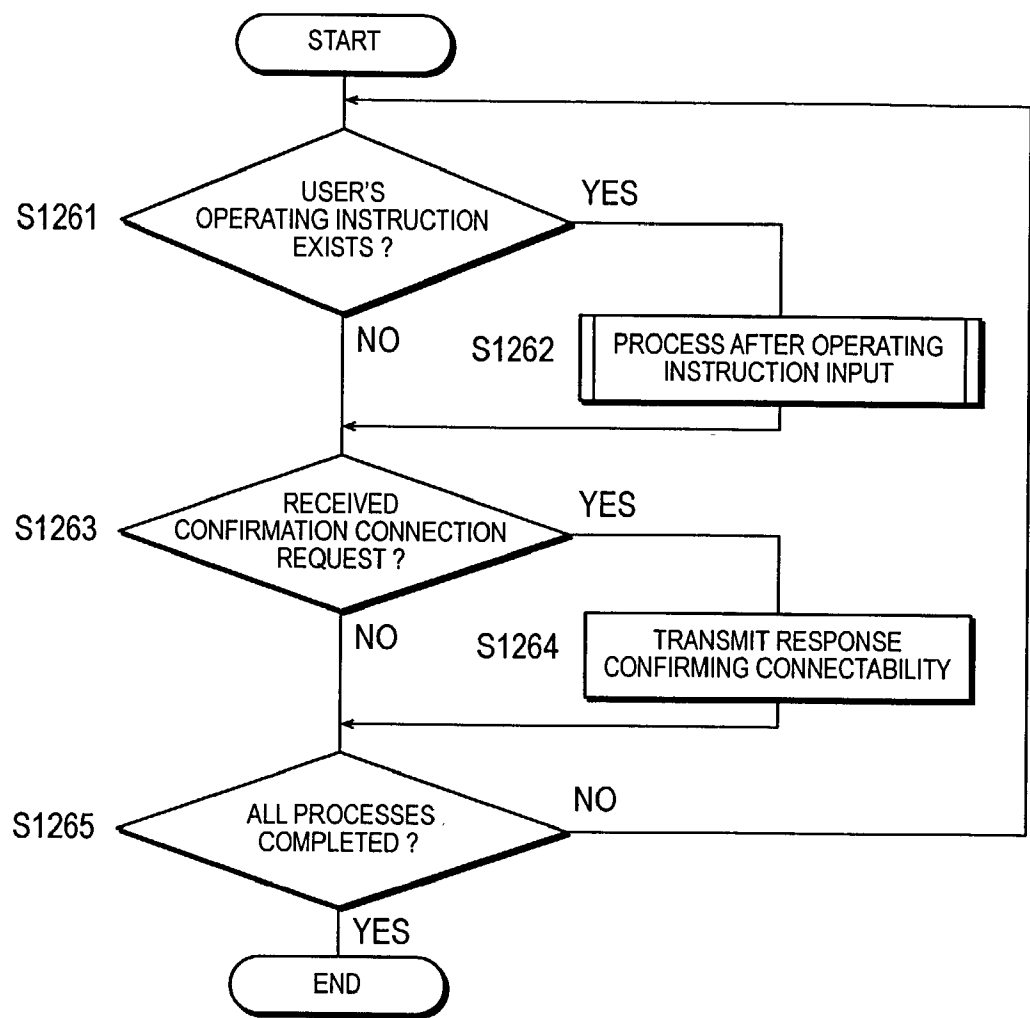 START
S1261
USER'S
OPERATING INSTRUCTION
EXISTS ?
YES
NO
S1262
PROCESS AFTER OPERATING
INSTRUCTION INPUT
S1263
RECEIVED
CONFIRMATION CONNECTION
REQUEST ?
YES
NO
S1264
TRANSMIT RESPONSE
CONFIRMING CONNECTABILITY
S1265
ALL PROCESSES
COMPLETED ?
NO
YES
END